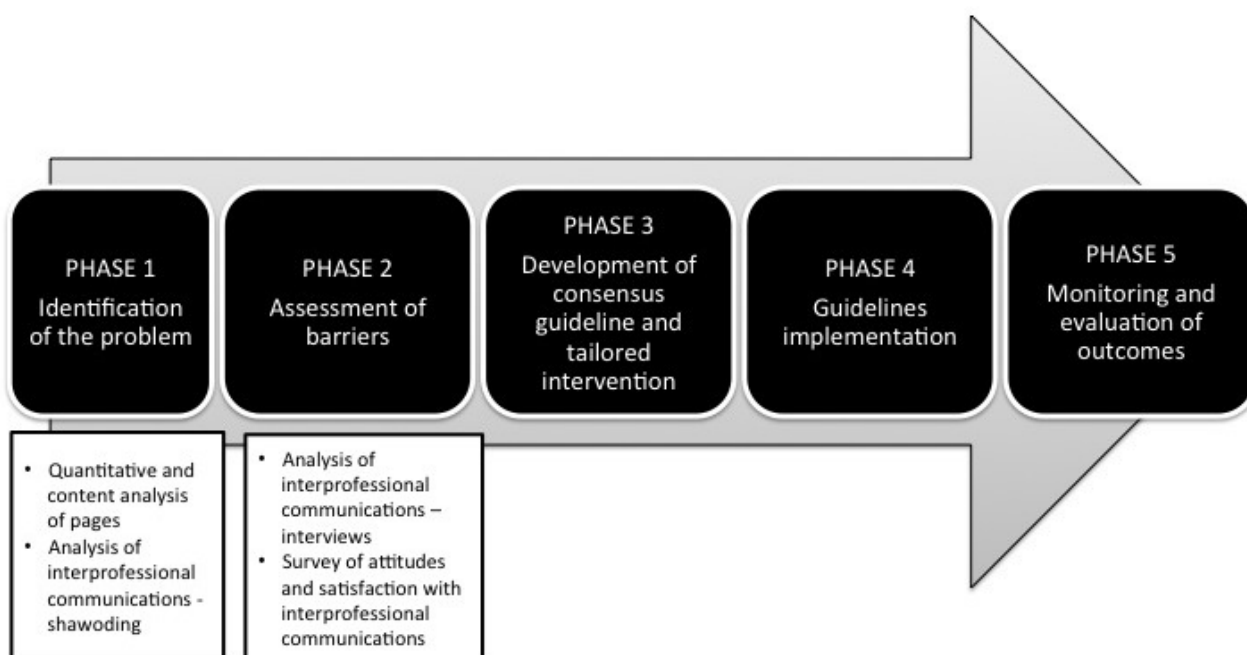 PHASE 1
Identification
of the problem
PHASE 2
Assessment of
barriers
PHASE 3
Development of
consensus
guideline and
tailored
intervention
PHASE 4
Guidelines
implementation
PHASE 5
Monitoring and
evaluation of
outcomes
• Quantitative and
content analysis
of pages
• Analysis of
interprofessional
communications -
shawoding
• Analysis of
interprofessional
communications –
interviews
• Survey of attitudes
and satisfaction with
interprofessional
communications